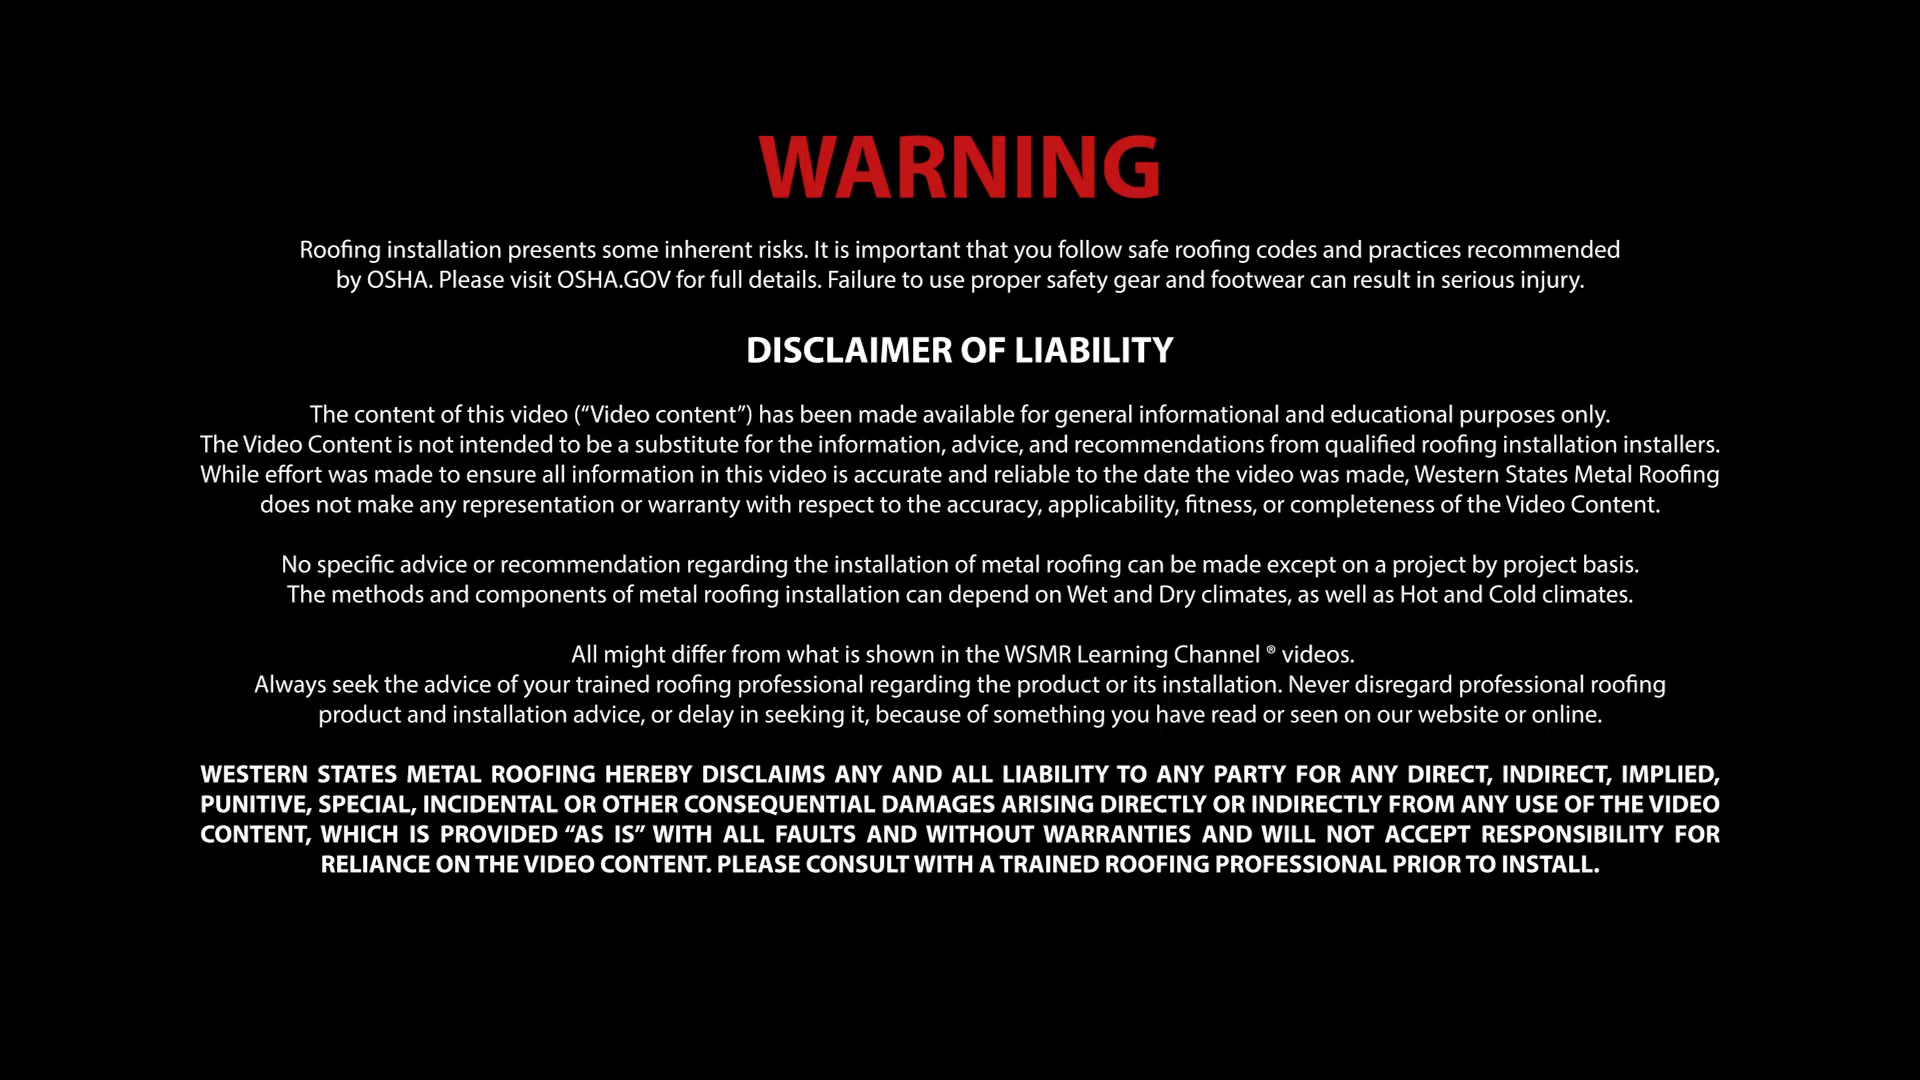 WARNING
Roofing installation presents some inherent risks. It is important that you follow safe roofing codes and practices recommended
by OSHA. Please visit OSHA.GOV for full details. Failure to use proper safety gear and footwear can result in serious injury.
DISCLAIMER OF LIABILITY
The content of this video (“Video content”) has been made available for general informational and educational purposes only.
The Video Content is not intended to be a substitute for the information, advice, and recommendations from qualified roofing installation installers.
While effort was made to ensure all information in this video is accurate and reliable to the date the video was made, Western States Metal Roofing
does not make any representation or warranty with respect to the accuracy, applicability, fitness, or completeness of the Video Content.
No specific advice or recommendation regarding the installation of metal roofing can be made except on a project by project basis.
The methods and components of metal roofing installation can depend on Wet and Dry climates, as well as Hot and Cold climates.
All might differ from what is shown in the WSMR Learning Channel ® videos.
Always seek the advice of your trained roofing professional regarding the product or its installation. Never disregard professional roofing
product and installation advice, or delay in seeking it, because of something you have read or seen on our website or online.
WESTERN STATES METAL ROOFING HEREBY DISCLAIMS ANY AND ALL LIABILITY TO ANY PARTY FOR ANY DIRECT, INDIRECT, IMPLIED,
PUNITIVE, SPECIAL, INCIDENTAL OR OTHER CONSEQUENTIAL DAMAGES ARISING DIRECTLY OR INDIRECTLY FROM ANY USE OF THE VIDEO
CONTENT, WHICH IS PROVIDED “AS IS” WITH ALL FAULTS AND WITHOUT WARRANTIES AND WILL NOT ACCEPT RESPONSIBILITY FOR
RELIANCE ON THE VIDEO CONTENT. PLEASE CONSULT WITH A TRAINED ROOFING PROFESSIONAL PRIOR TO INSTALL.